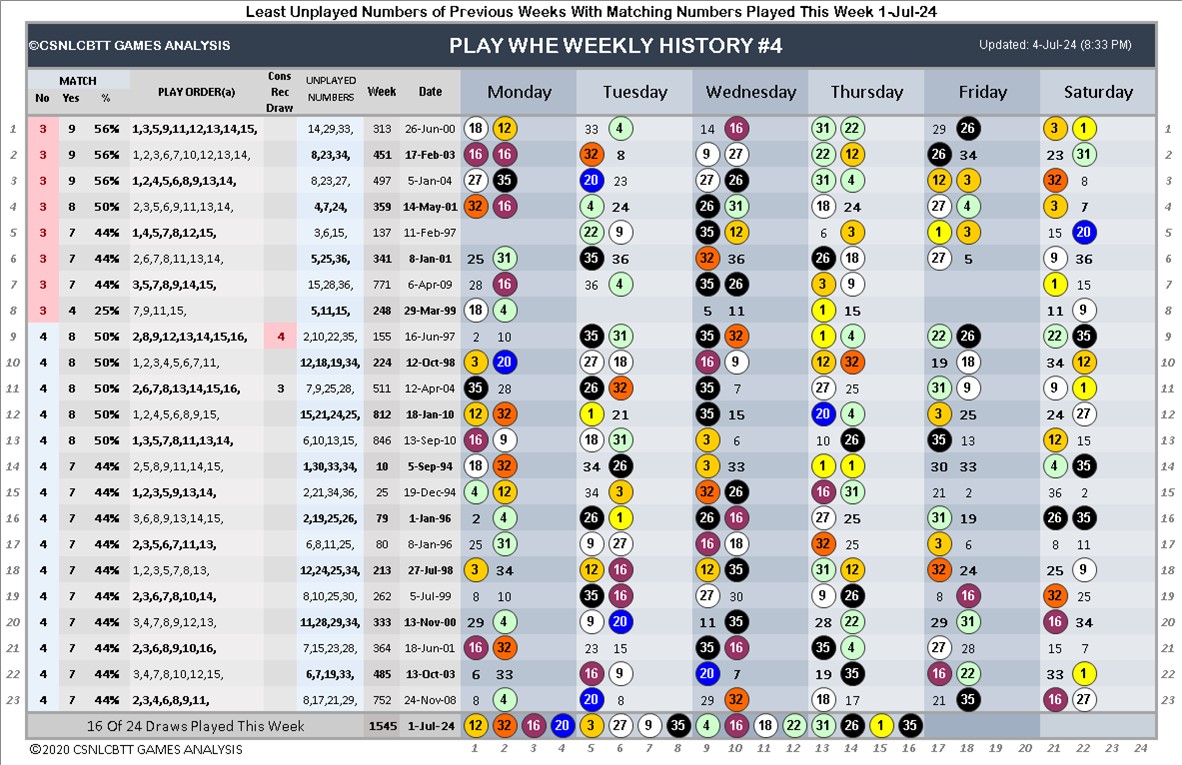 Least Unplayed Numbers of Previous Weeks With Matching Numbers Played This Week 1-Jul-24
©CSNLCBTT GAMES ANALYSIS PLAY WHE WEEKLY HISTORY #4 Updated: 4-Jul-24 (8:33 PM)
MATCH
No Yes % PLAY ORDER(a) Cons Rec Draw UNPLAYED NUMBERS Week Date Monday Tuesday Wednesday Thursday Friday Saturday
1 3 9 56% 1,3,5,9,11,12,13,14,15, 14,29,33, 313 26-Jun-00 18 12 33 4 14 16 31 22 29 26 3 1 1
2 3 9 56% 1,2,3,6,7,10,12,13,14, 8,23,34, 451 17-Feb-03 16 16 32 8 9 27 22 12 26 34 23 31 2
3 3 9 56% 1,2,4,5,6,8,9,13,14, 8,23,27, 497 5-Jan-04 27 35 20 23 27 26 31 4 12 3 32 8 3
4 3 8 50% 2,3,5,6,9,11,13,14, 4,7,24, 359 14-May-01 32 16 4 24 26 31 18 24 27 4 3 7 4
5 3 7 44% 1,4,5,7,8,12,15, 3,6,15, 137 11-Feb-97 22 9 35 12 6 3 1 3 15 20 5
6 3 7 44% 2,6,7,8,11,13,14, 5,25,36, 341 8-Jan-01 25 31 35 36 32 36 26 18 27 5 9 36 6
7 3 7 44% 3,5,7,8,9,14,15, 15,28,36, 771 6-Apr-09 28 16 36 4 35 26 3 9 1 15 7
8 3 4 25% 7,9,11,15, 5,11,15, 248 29-Mar-99 18 4 5 11 1 15 11 9 8
9 4 8 50% 2,8,9,12,13,14,15,16, 4 2,10,22,35, 155 16-Jun-97 2 10 35 31 35 32 1 4 22 26 22 35 9
10 4 8 50% 1,2,3,4,5,6,7,11, 12,18,19,34, 224 12-Oct-98 3 20 27 18 16 9 12 32 19 18 34 12 10
11 4 8 50% 2,6,7,8,13,14,15,16, 3 7,9,25,28, 511 12-Apr-04 35 28 26 32 35 7 27 25 31 9 9 1 11
12 4 8 50% 1,2,4,5,6,8,9,15, 15,21,24,25, 812 18-Jan-10 12 32 1 21 35 15 20 4 3 25 24 27 12
13 4 8 50% 1,3,5,7,8,11,13,14, 6,10,13,15, 846 13-Sep-10 16 9 18 31 3 6 10 26 35 13 12 15 13
14 4 7 44% 2,5,8,9,11,14,15, 1,30,33,34, 10 5-Sep-94 18 32 34 26 3 33 1 1 30 33 4 35 14
15 4 7 44% 1,2,3,5,9,13,14, 2,21,34,36, 25 19-Dec-94 4 12 34 3 32 26 16 31 21 2 36 2 15
16 4 7 44% 3,6,8,9,13,14,15, 2,19,25,26, 79 1-Jan-96 2 4 26 1 26 16 27 25 31 19 26 35 16
17 4 7 44% 2,3,5,6,7,11,13, 6,8,11,25, 80 8-Jan-96 25 31 9 27 16 18 32 25 3 6 8 11 17
18 4 7 44% 1,2,3,5,7,8,13, 12,24,25,34, 213 27-Jul-98 3 34 12 16 12 35 31 12 32 24 25 9 18
19 4 7 44% 2,3,6,7,8,10,14, 8,10,25,30, 262 5-Jul-99 8 10 35 16 27 30 9 26 8 16 32 25 19
20 4 7 44% 3,4,7,8,9,12,13, 11,28,29,34, 333 13-Nov-00 29 4 9 20 11 35 28 22 29 31 16 34 20
21 4 7 44% 2,3,6,8,9,10,16, 7,15,23,28, 364 18-Jun-01 16 32 23 15 35 16 35 4 27 28 15 7 21
22 4 7 44% 3,4,7,8,10,12,15, 6,7,19,33, 485 13-Oct-03 6 33 16 9 20 7 19 35 16 22 33 1 22
23 4 7 44% 2,3,4,6,8,9,11, 8,17,21,29, 752 24-Nov-08 8 4 20 8 29 32 18 17 21 35 16 27 23
16 Of 24 Draws Played This Week 1545 1-Jul-24 12 32 16 20 3 27 9 35 4 16 18 22 31 26 1 35
©2020 CSNLCBTT GAMES ANALYSIS 1 2 3 4 5 6 7 8 9 10 11 12 13 14 15 16 17 18 19 20 21 22 23 24